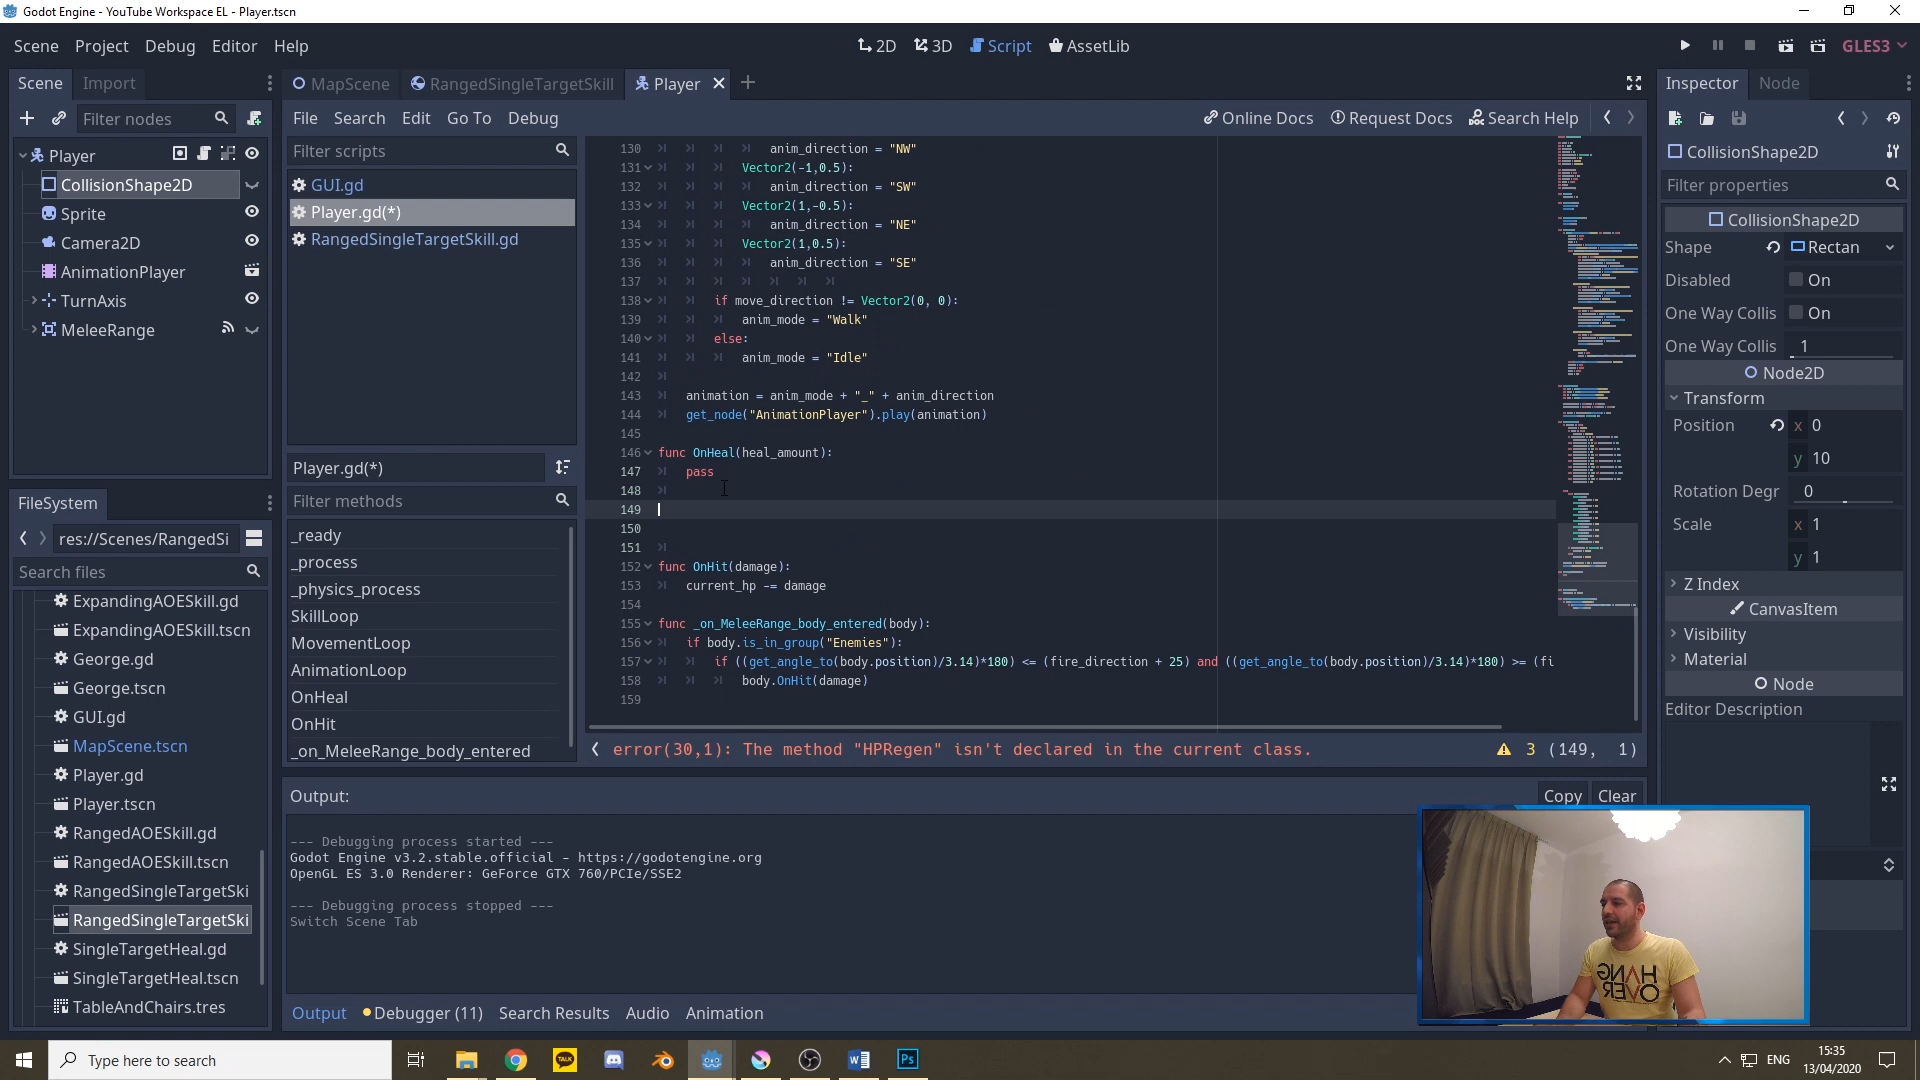 Godot Engine - YouTube Workspace EL - Player.tscn
Scene Project Debug Editor Help
2D 3D Script AssetLib
GLES3
Scene Import
MapScene RangedSingleTargetSkill Player
Inspector Node
Filter nodes
File Search Edit Go To Debug
Online Docs Request Docs Search Help
Player
CollisionShape2D
Sprite
Camera2D
AnimationPlayer
TurnAxis
MeleeRange
Filter scripts
GUI.gd
Player.gd(*)
RangedSingleTargetSkill.gd
Player.gd(*)
Filter methods
_ready
_process
_physics_process
SkillLoop
MovementLoop
AnimationLoop
OnHeal
OnHit
_on_MeleeRange_body_entered
130 anim_direction = "NW"
131 Vector2(-1,0.5):
132 anim_direction = "SW"
133 Vector2(1,-0.5):
134 anim_direction = "NE"
135 Vector2(1,0.5):
136 anim_direction = "SE"
137
138 if move_direction != Vector2(0, 0):
139 anim_mode = "Walk"
140 else:
141 anim_mode = "Idle"
142
143 animation = anim_mode + "_" + anim_direction
144 get_node("AnimationPlayer").play(animation)
145
146 func OnHeal(heal_amount):
147 pass
148
149
150
151
152 func OnHit(damage):
153 current_hp -= damage
154
155 func _on_MeleeRange_body_entered(body):
156 if body.is_in_group("Enemies"):
157 if ((get_angle_to(body.position)/3.14)*180) <= (fire_direction + 25) and ((get_angle_to(body.position)/3.14)*180) >= (fi
158 body.OnHit(damage)
159
error(30,1): The method "HPRegen" isn't declared in the current class.
3 (149, 1)
FileSystem
res://Scenes/RangedSi
Search files
ExpandingAOESkill.gd
ExpandingAOESkill.tscn
George.gd
George.tscn
GUI.gd
MapScene.tscn
Player.gd
Player.tscn
RangedAOESkill.gd
RangedAOESkill.tscn
RangedSingleTargetSki
RangedSingleTargetSki
SingleTargetHeal.gd
SingleTargetHeal.tscn
TableAndChairs.tres
Output:
Copy Clear
--- Debugging process started ---
Godot Engine v3.2.stable.official - https://godotengine.org
OpenGL ES 3.0 Renderer: GeForce GTX 760/PCIe/SSE2
--- Debugging process stopped ---
Switch Scene Tab
Output Debugger (11) Search Results Audio Animation
CollisionShape2D
Filter properties
CollisionShape2D
Shape Rectan
Disabled On
One Way Collis On
One Way Collis 1
Node2D
Transform
Position x 0
y 10
Rotation Degr 0
Scale x 1
y 1
Z Index
CanvasItem
Visibility
Material
Node
Editor Description
HANG
OVER
Type here to search
TALK
Ps
ENG
15:35
13/04/2020